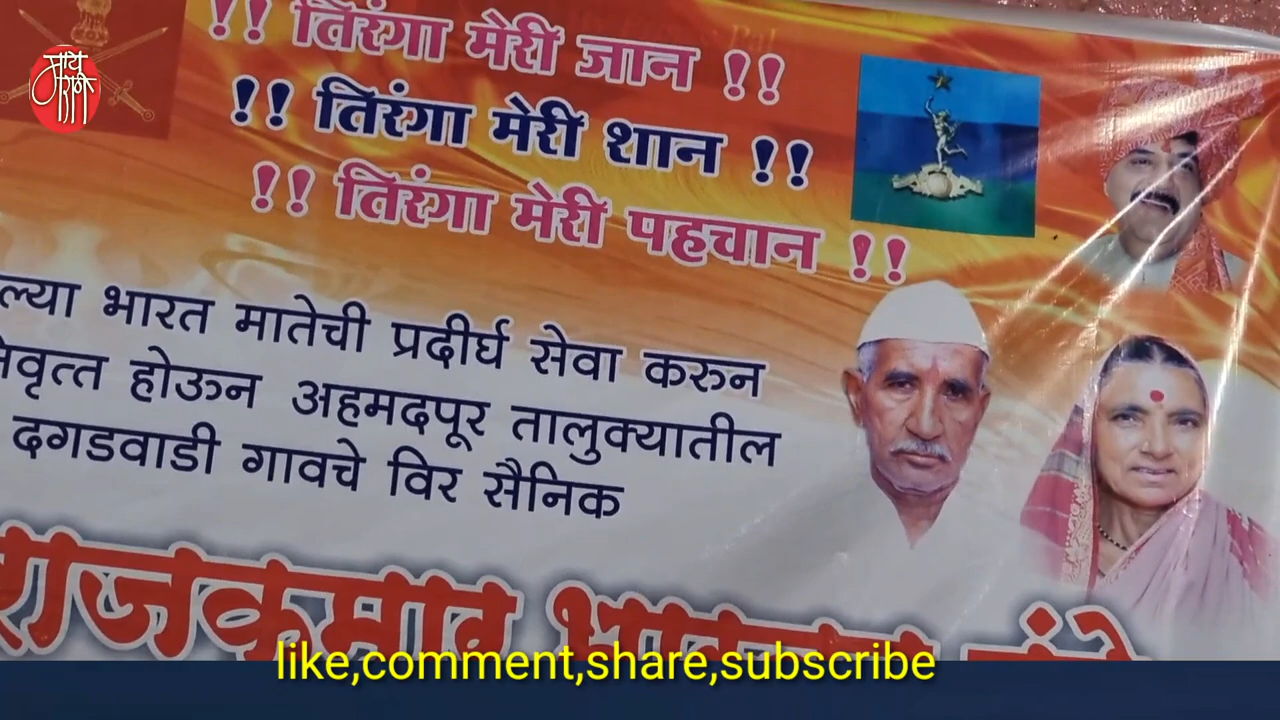 !! तिरंगा मेरी जान !!
!! तिरंगा मेरी शान !!
!! तिरंगा मेरी पहचान !!
भारत मातेची प्रदीर्घ सेवा करुन
होऊन अहमदपूर तालुक्यातील
दगडवाडी गावचे विर सैनिक
राजकुमार
like,comment,share,subscribe